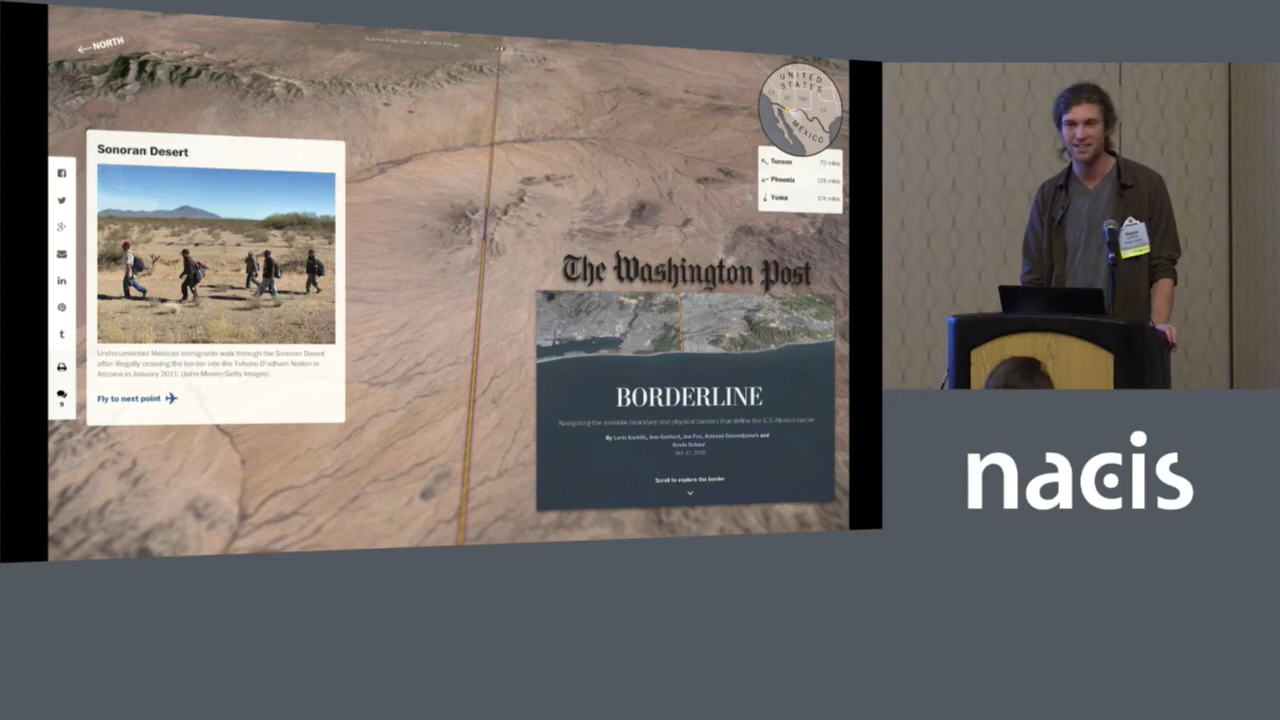 NORTH
Sonoran Desert
Undocumented Mexican immigrants walk through the Sonoran Desert
after illegally crossing the border into the Tohono O'odham Nation in
Arizona in January 2011. (John Moore/Getty Images)
Fly to next point
9
UNITED
STATES
MEXICO
Tucson 70 miles
Phoenix
Yuma
The Washington Post
BORDERLINE
Navigating the invisible boundary and physical barriers that define the U.S.-Mexico border
Scroll to explore the border
nacis